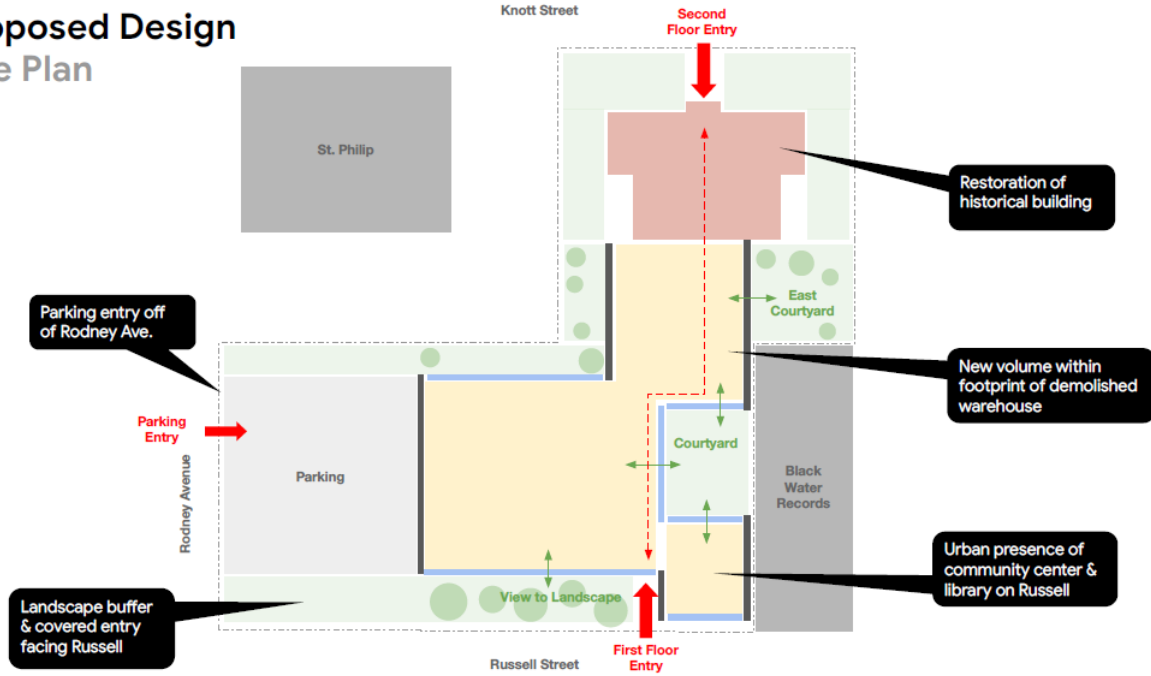 Knott Street
oposed Design
e Plan
Second
Floor Entry
St. Philip
Restoration of
historical building
East
Courtyard
Parking entry off
of Rodney Ave.
New volume within
footprint of demolished
warehouse
Parking
Entry
Courtyard
Rodney Avenue
Parking
Black
Water
Records
Urban presence of
community center &
library on Russell
Landscape buffer
& covered entry
facing Russell
View to Landscape
First Floor
Entry
Russell Street